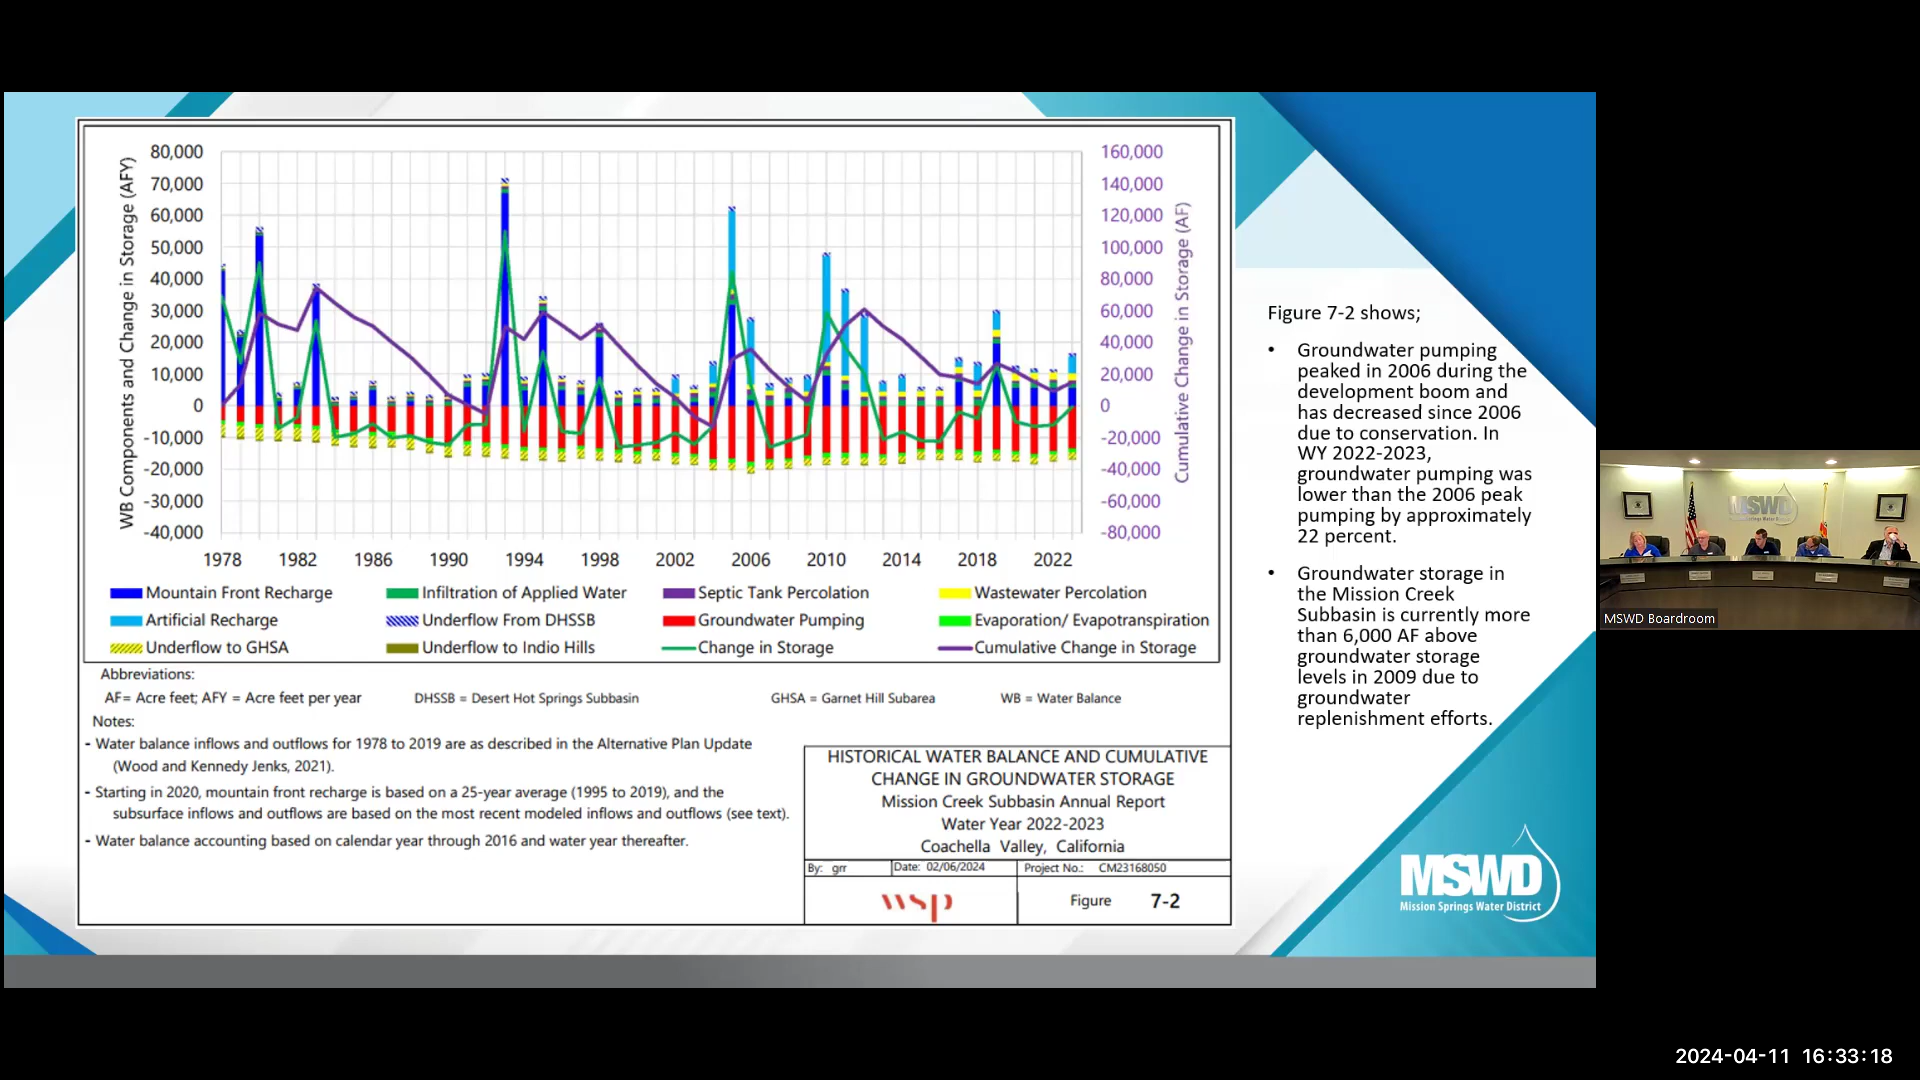 80,000
70,000
60,000
50,000
40,000
30,000
20,000
10,000
0
-10,000
-20,000
-30,000
-40,000
WB Components and Change in Storage (AFY)
160,000
140,000
120,000
100,000
80,000
60,000
40,000
20,000
0
-20,000
-40,000
-60,000
-80,000
Cumulative Change in Storage (AF)
1978 1982 1986 1990 1994 1998 2002 2006 2010 2014 2018 2022
Mountain Front Recharge Infiltration of Applied Water Septic Tank Percolation Wastewater Percolation
Artificial Recharge Underflow From DHSSB Groundwater Pumping Evaporation/ Evapotranspiration
Underflow to GHSA Underflow to Indio Hills Change in Storage Cumulative Change in Storage
Abbreviations:
AF= Acre feet; AFY = Acre feet per year DHSSB = Desert Hot Springs Subbasin GHSA = Garnet Hill Subarea WB = Water Balance
Notes:
- Water balance inflows and outflows for 1978 to 2019 are as described in the Alternative Plan Update
(Wood and Kennedy Jenks, 2021).
- Starting in 2020, mountain front recharge is based on a 25-year average (1995 to 2019), and the
subsurface inflows and outflows are based on the most recent modeled inflows and outflows (see text).
- Water balance accounting based on calendar year through 2016 and water year thereafter.
HISTORICAL WATER BALANCE AND CUMULATIVE
CHANGE IN GROUNDWATER STORAGE
Mission Creek Subbasin Annual Report
Water Year 2022-2023
Coachella Valley, California
By: grr Date: 02/06/2024 Project No.: CM23168050
wsp Figure 7-2
Figure 7-2 shows;
• Groundwater pumping
peaked in 2006 during the
development boom and
has decreased since 2006
due to conservation. In
WY 2022-2023,
groundwater pumping was
lower than the 2006 peak
pumping by approximately
22 percent.
• Groundwater storage in
the Mission Creek
Subbasin is currently more
than 6,000 AF above
groundwater storage
levels in 2009 due to
groundwater
replenishment efforts.
MSWD
Mission Springs Water District
MSWD
MSWD Boardroom
2024-04-11 16:33:18